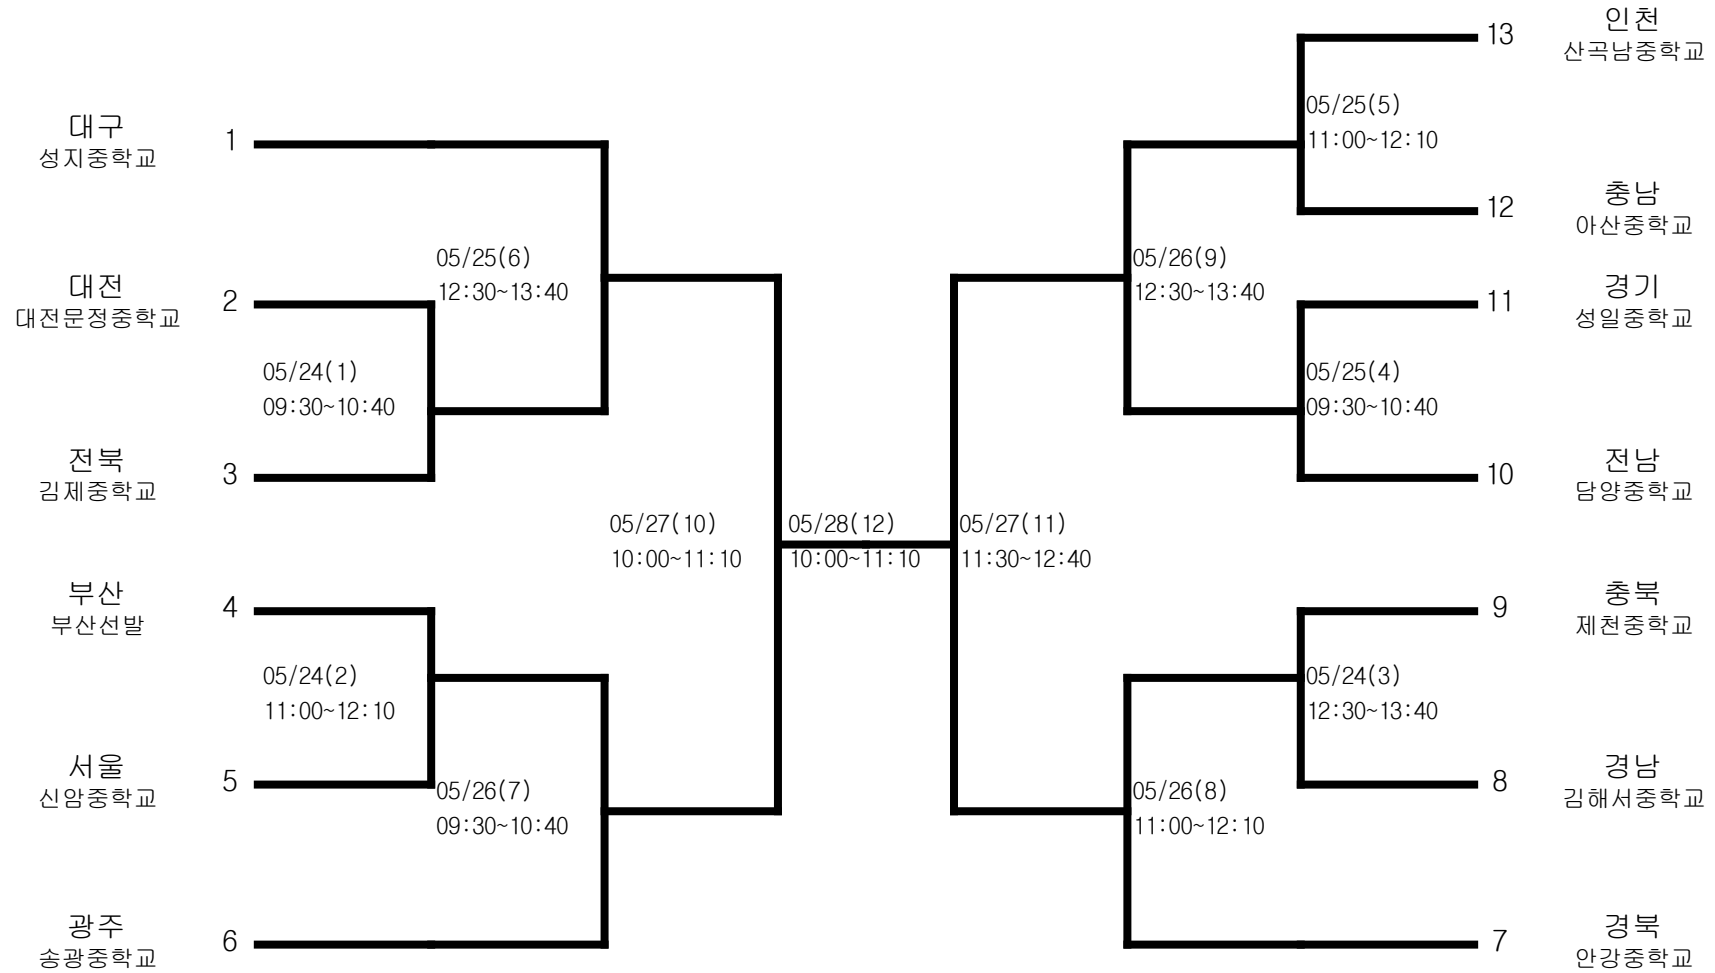 대구
성지중학교
1
05/25(6)
12:30~13:40
대전
대전문정중학교
2
05/24(1)
09:30~10:40
전북
김제중학교
3
05/27(10)
10:00~11:10
부산
부산선발
4
05/24(2)
11:00~12:10
서울
신암중학교
5
05/26(7)
09:30~10:40
광주
송광중학교
6
05/28(12)
10:00~11:10
13
인천
산곡남중학교
05/25(5)
11:00~12:10
12
충남
아산중학교
05/26(9)
12:30~13:40
11
경기
성일중학교
05/25(4)
09:30~10:40
10
전남
담양중학교
05/27(11)
11:30~12:40
9
충북
제천중학교
05/24(3)
12:30~13:40
8
경남
김해서중학교
05/26(8)
11:00~12:10
7
경북
안강중학교